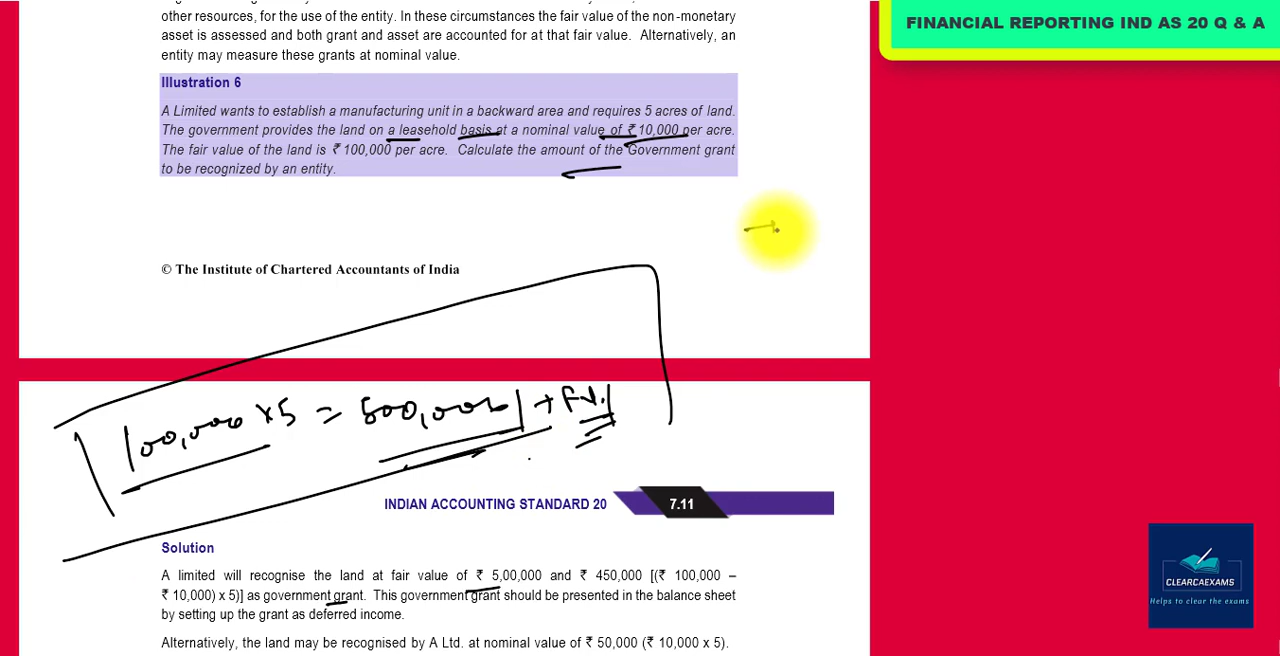 other resources, for the use of the entity. In these circumstances the fair value of the non-monetary
asset is assessed and both grant and asset are accounted for at that fair value. Alternatively, an
entity may measure these grants at nominal value.
FINANCIAL REPORTING IND AS 20 Q & A
Illustration 6
A Limited wants to establish a manufacturing unit in a backward area and requires 5 acres of land.
The government provides the land on a leasehold basis at a nominal value of ₹ 10,000 per acre.
The fair value of the land is ₹ 100,000 per acre. Calculate the amount of the Government grant
to be recognized by an entity.
© The Institute of Chartered Accountants of India
100,000 x 5 = 500,000
INDIAN ACCOUNTING STANDARD 20
7.11
Solution
A limited will recognise the land at fair value of ₹ 5,00,000 and ₹ 450,000 [(₹ 100,000 –
₹ 10,000) x 5)] as government grant. This government grant should be presented in the balance sheet
by setting up the grant as deferred income.
Alternatively, the land may be recognised by A Ltd. at nominal value of ₹ 50,000 (₹ 10,000 x 5).
CLEARCAEXAMS
Helps to clear the exams